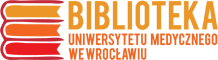 BIBLIOTEKA
UNIWERSYTETU MEDYCZNEGO
WE WROCŁAWIU